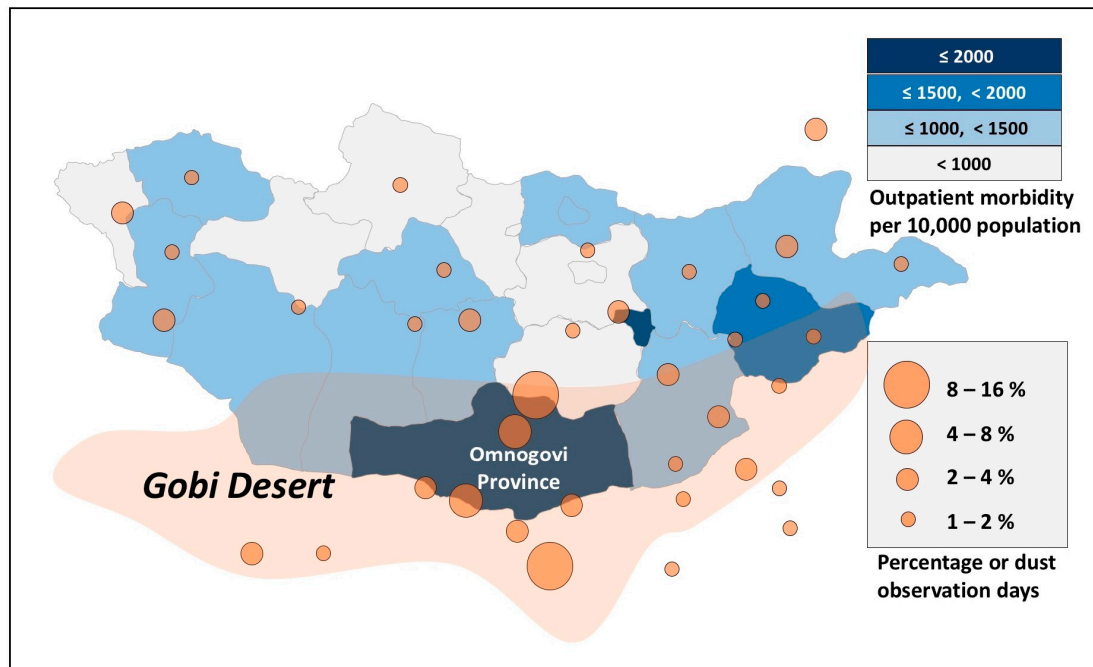 ≤ 2000
≤ 1500, < 2000
≤ 1000, < 1500
< 1000
Outpatient morbidity
per 10,000 population
Omnogovi
Province
Gobi Desert
8 – 16 %
4 – 8 %
2 – 4 %
1 – 2 %
Percentage or dust
observation days